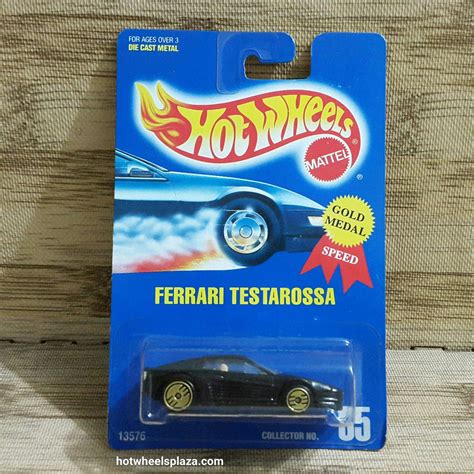 FOR AGES OVER 3
DIE CAST METAL
HOT WHEELS
MATTEL
GOLD
MEDAL
SPEED
FERRARI TESTAROSSA
13576
COLLECTOR NO. 35
hotwheelsplaza.com